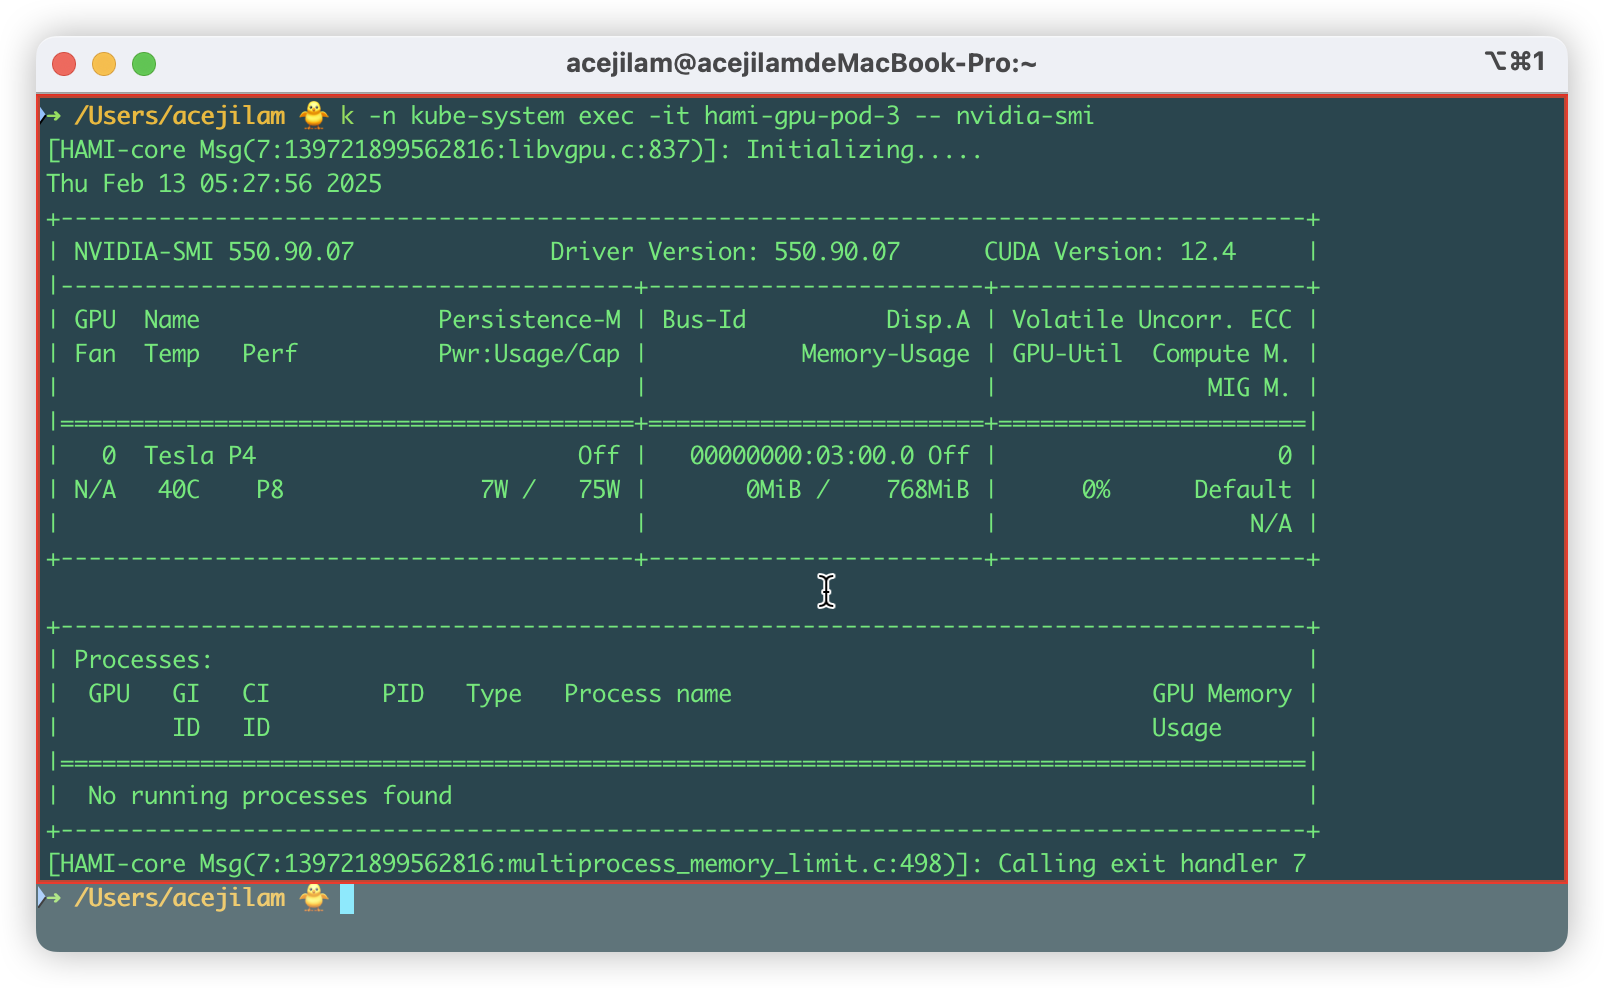 acejilam@acejilamdeMacBook-Pro:~ ⌥⌘1
➜ /Users/acejilam 🐥 k -n kube-system exec -it hami-gpu-pod-3 -- nvidia-smi
[HAMI-core Msg(7:139721899562816:libvgpu.c:837)]: Initializing.....
Thu Feb 13 05:27:56 2025
+-----------------------------------------------------------------------------------------+
| NVIDIA-SMI 550.90.07              Driver Version: 550.90.07      CUDA Version: 12.4     |
|-----------------------------------------+------------------------+----------------------+
| GPU  Name                 Persistence-M | Bus-Id          Disp.A | Volatile Uncorr. ECC |
| Fan  Temp   Perf          Pwr:Usage/Cap |           Memory-Usage | GPU-Util  Compute M. |
|                                         |                        |               MIG M. |
|=========================================+========================+======================|
|   0  Tesla P4                       Off |   00000000:03:00.0 Off |                    0 |
| N/A   40C    P8              7W /   75W |       0MiB /    768MiB |      0%      Default |
|                                         |                        |                  N/A |
+-----------------------------------------+------------------------+----------------------+
+-----------------------------------------------------------------------------------------+
| Processes:                                                                              |
|  GPU   GI   CI        PID   Type   Process name                              GPU Memory |
|        ID   ID                                                               Usage      |
|=========================================================================================|
|  No running processes found                                                             |
+-----------------------------------------------------------------------------------------+
[HAMI-core Msg(7:139721899562816:multiprocess_memory_limit.c:498)]: Calling exit handler 7
➜ /Users/acejilam 🐥